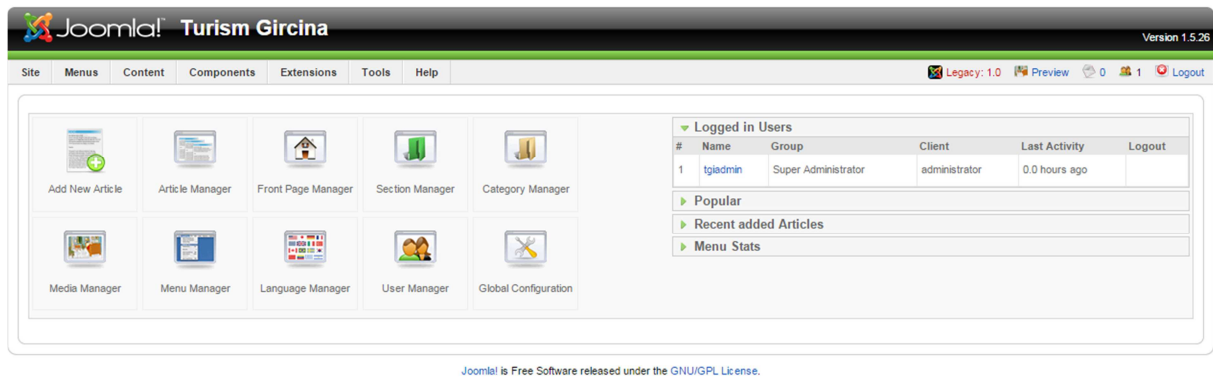 Joomla! Turism Gircina
Version 1.5.26
Site Menus Content Components Extensions Tools Help Legacy: 1.0 Preview 0 1 Logout
Logged in Users
# Name Group Client Last Activity Logout
1 tgiadmin Super Administrator administrator 0.0 hours ago
Add New Article Article Manager Front Page Manager Section Manager Category Manager
Popular
Recent added Articles
Menu Stats
Media Manager Menu Manager Language Manager User Manager Global Configuration
Joomla! is Free Software released under the GNU/GPL License.